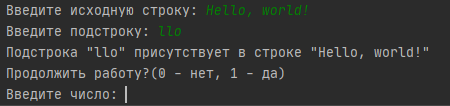 Введите исходную строку: Hello, world!
Введите подстроку: llo
Подстрока "llo" присутствует в строке "Hello, world!"
Продолжить работу?(0 - нет, 1 - да)
Введите число: